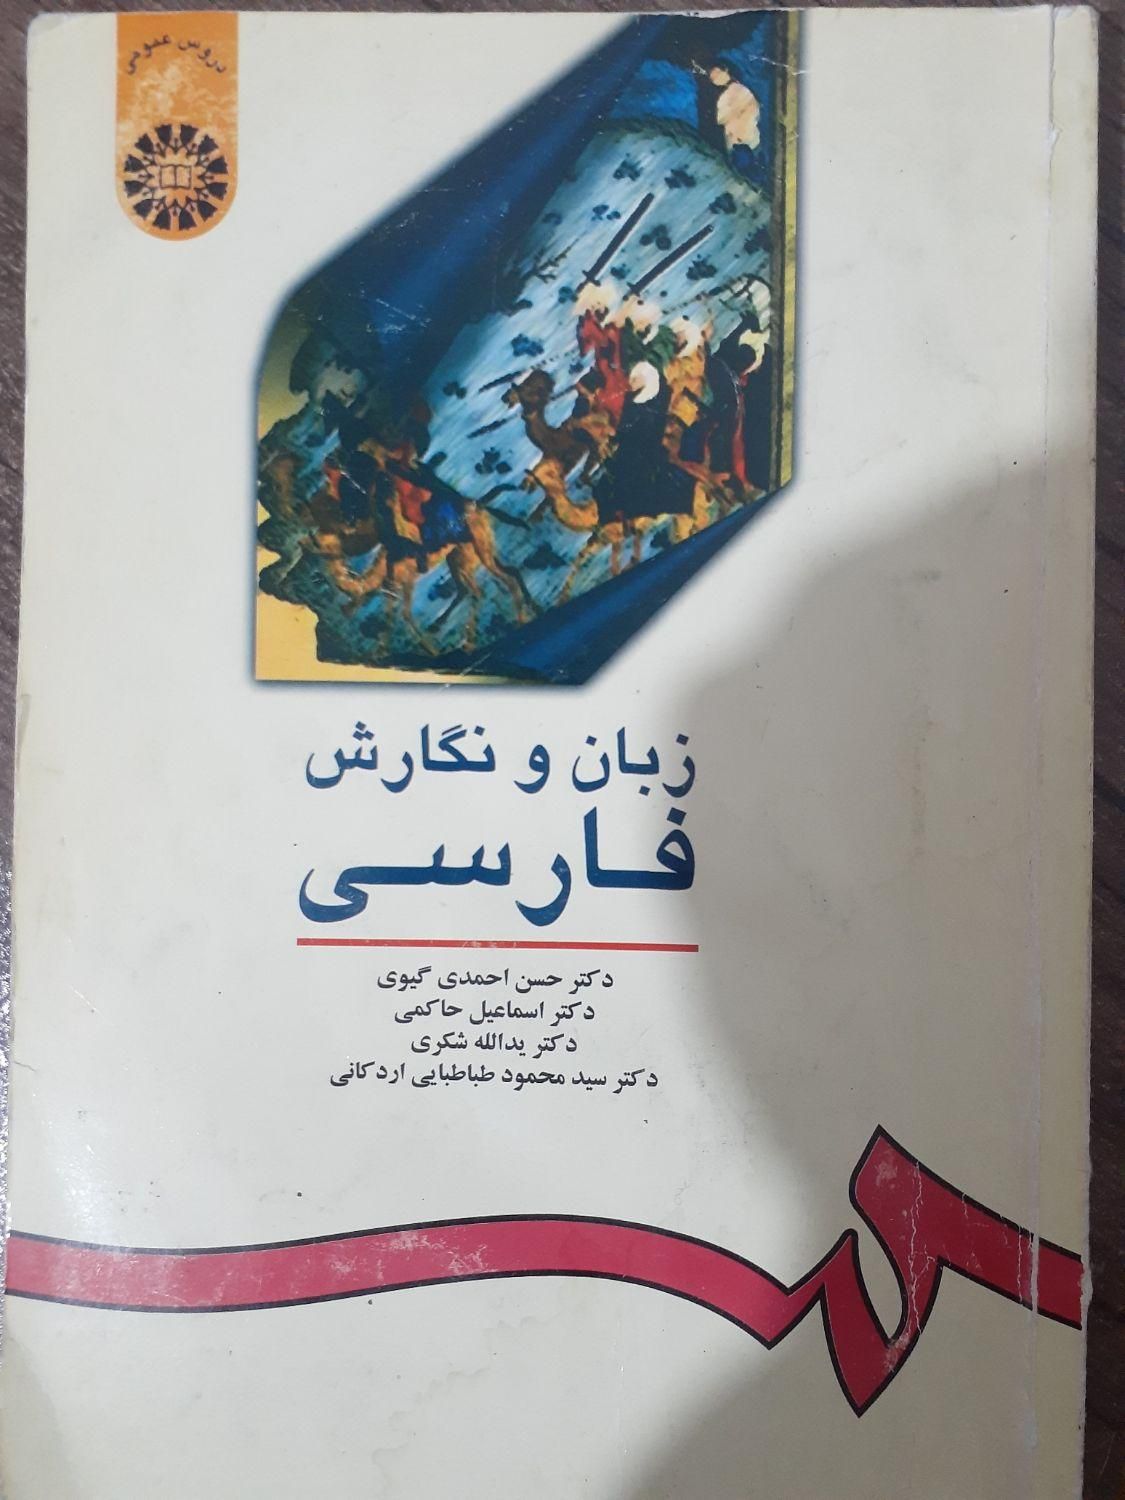 دروس عمومی
زبان و نگارش
فارسی
دکتر حسن احمدی گیوی
دکتر اسماعیل حاکمی
دکتر یدالله شکری
دکتر سید محمود طباطبایی اردکانی